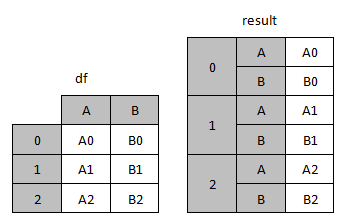 df
A B
0 A0 B0
1 A1 B1
2 A2 B2
result
0 A A0
B B0
1 A A1
B B1
2 A A2
B B2